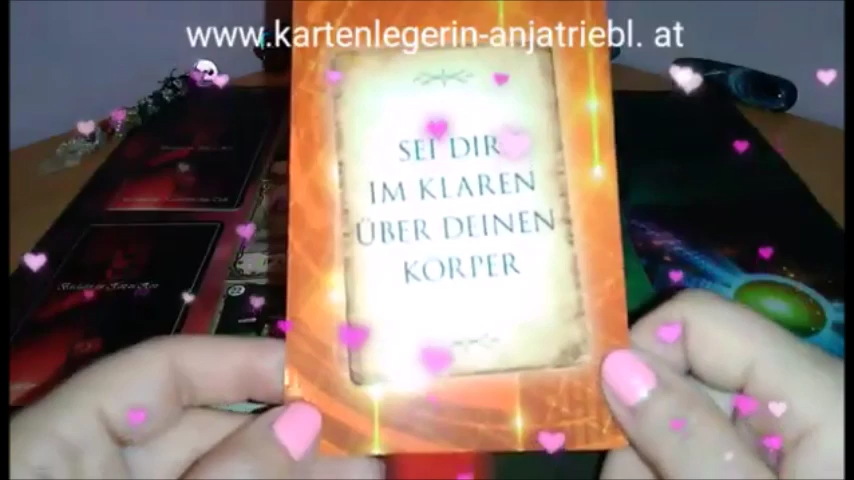 www.kartenlegerin-anjatriebl. at
SEI DIR
IM KLAREN
ÜBER DEINEN
KÖRPER